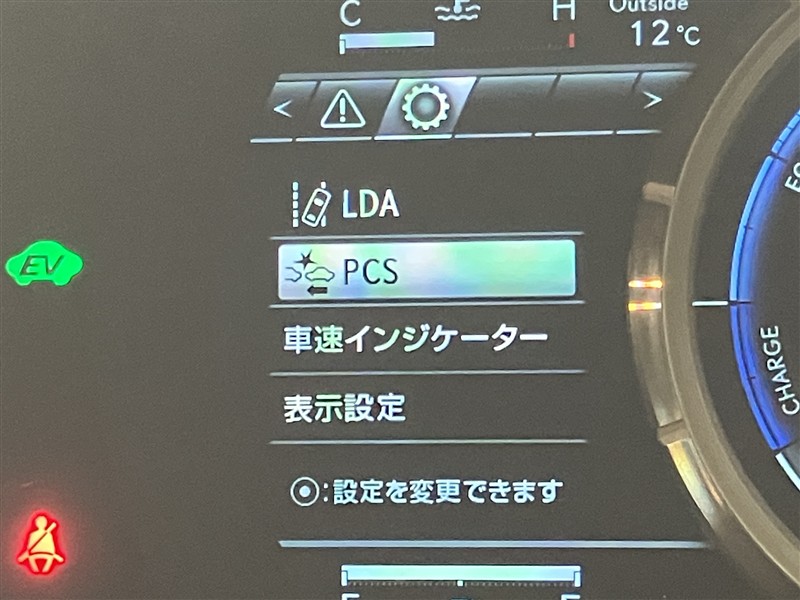 C H
Outside
12℃
< >
LDA
EV
PCS
車速インジケーター
CHARGE
表示設定
⦿:設定を変更できます